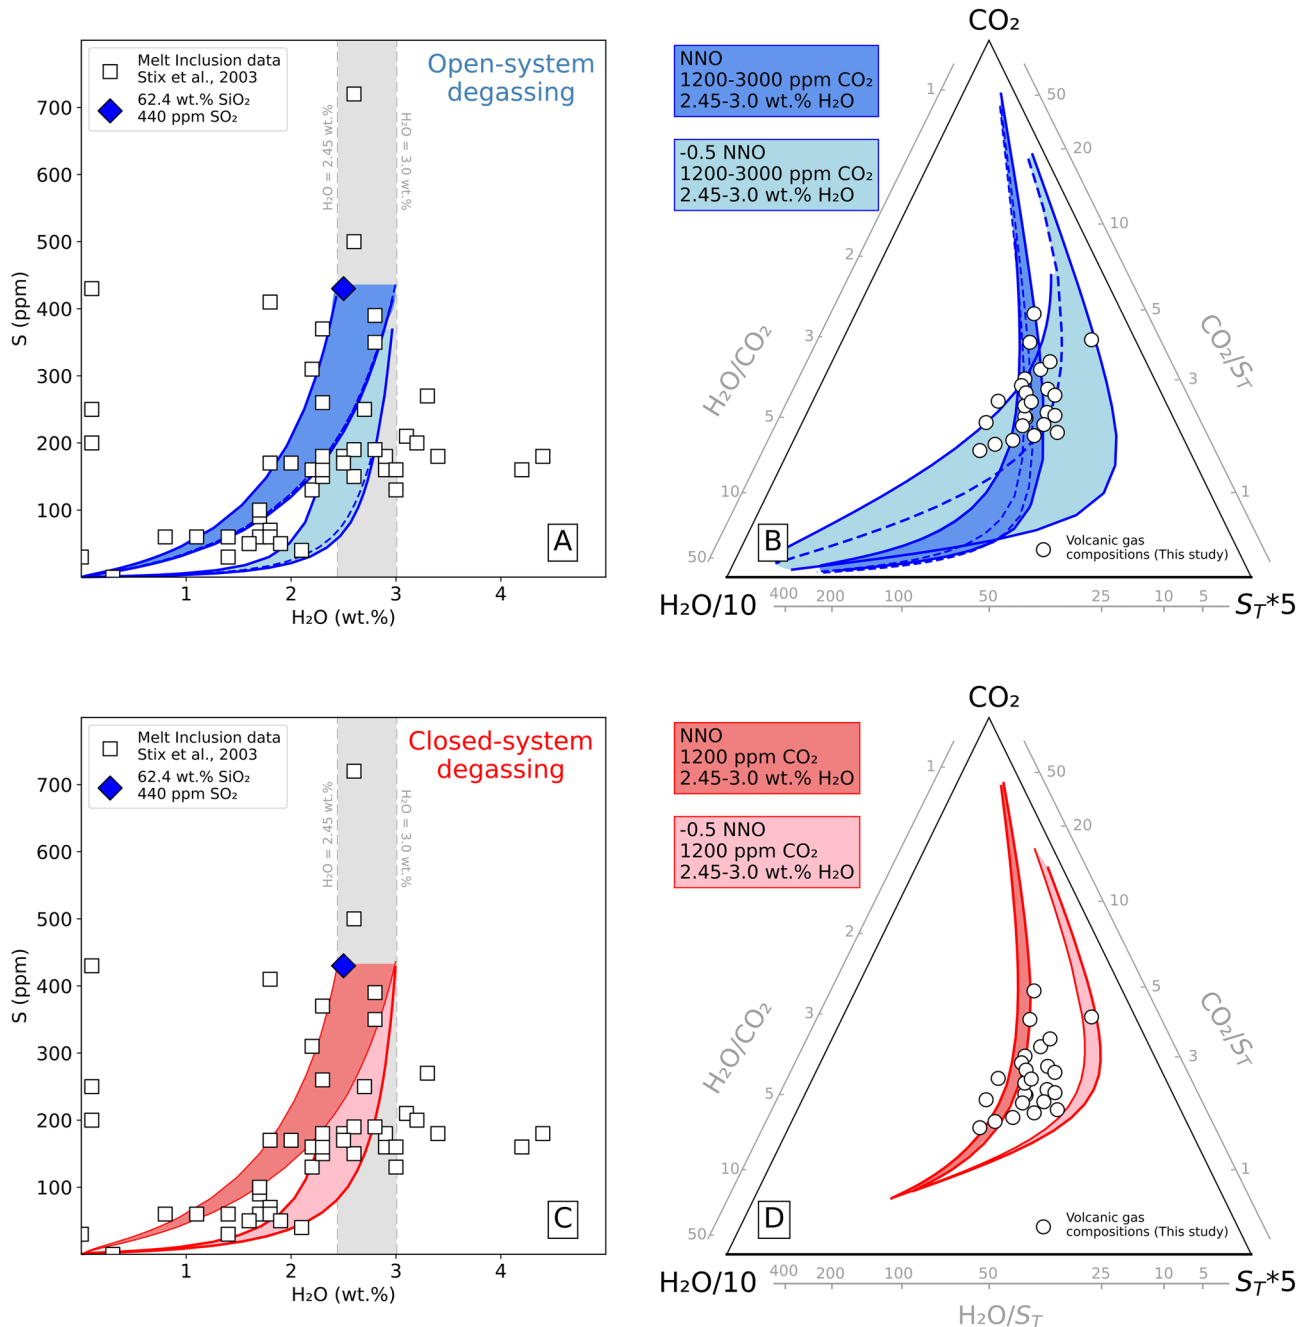 Melt Inclusion data
Stix et al., 2003
62.4 wt.% SiO₂
440 ppm SO₂
Open-system
degassing
H₂O = 2.45 wt.%
H₂O = 3.0 wt.%
S (ppm)
700
600
500
400
300
200
100
1
2
3
4
H₂O (wt.%)
A
CO₂
NNO
1200-3000 ppm CO₂
2.45-3.0 wt.% H₂O
-0.5 NNO
1200-3000 ppm CO₂
2.45-3.0 wt.% H₂O
1
2
3
5
10
50
H₂O/CO₂
50
20
10
5
3
1
CO₂/S_T
B
Volcanic gas
compositions (This study)
H₂O/10
S_T*5
400
200
100
50
25
10
5
Melt Inclusion data
Stix et al., 2003
62.4 wt.% SiO₂
440 ppm SO₂
Closed-system
degassing
H₂O = 2.45 wt.%
H₂O = 3.0 wt.%
S (ppm)
700
600
500
400
300
200
100
1
2
3
4
H₂O (wt.%)
C
CO₂
NNO
1200 ppm CO₂
2.45-3.0 wt.% H₂O
-0.5 NNO
1200 ppm CO₂
2.45-3.0 wt.% H₂O
1
2
3
5
10
50
H₂O/CO₂
50
20
10
5
3
1
CO₂/S_T
D
Volcanic gas
compositions (This study)
H₂O/10
S_T*5
400
200
100
50
25
10
5
H₂O/S_T